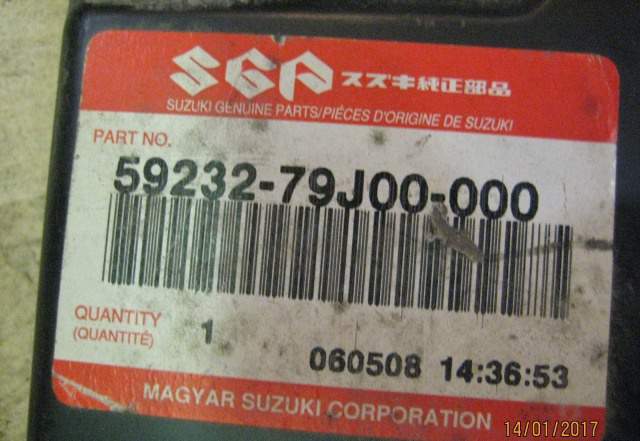 SGP スズキ純正部品
SUZUKI GENUINE PARTS/PIÈCES D'ORIGINE DE SUZUKI
PART NO.
59232-79J00-000
QUANTITY 1
(QUANTITÉ)
060508 14:36:53
MAGYAR SUZUKI CORPORATION
14/01/2017